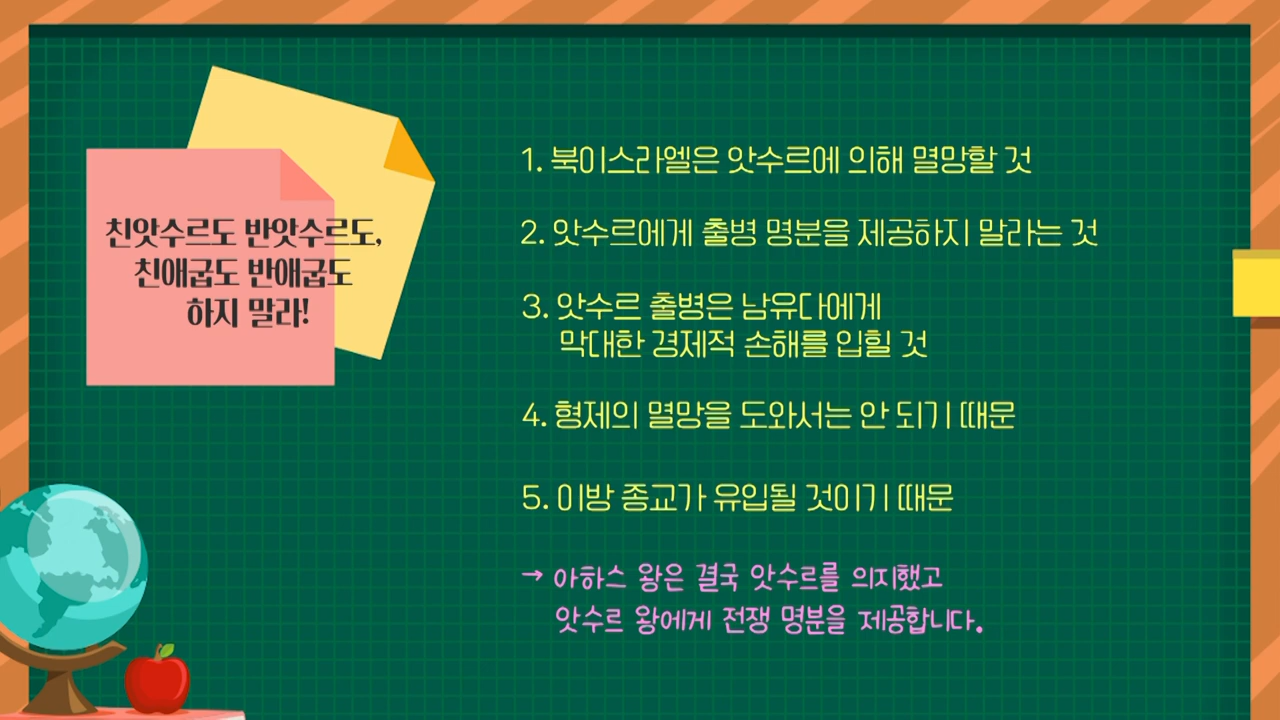 친앗수르도 반앗수르도,
친애굽도 반애굽도
하지 말라!
1. 북이스라엘은 앗수르에 의해 멸망할 것
2. 앗수르에게 출병 명분을 제공하지 말라는 것
3. 앗수르 출병은 남유다에게
막대한 경제적 손해를 입힐 것
4. 형제의 멸망을 도와서는 안 되기 때문
5. 이방 종교가 유입될 것이기 때문
→ 아하스 왕은 결국 앗수르를 의지했고
앗수르 왕에게 전쟁 명분을 제공합니다.